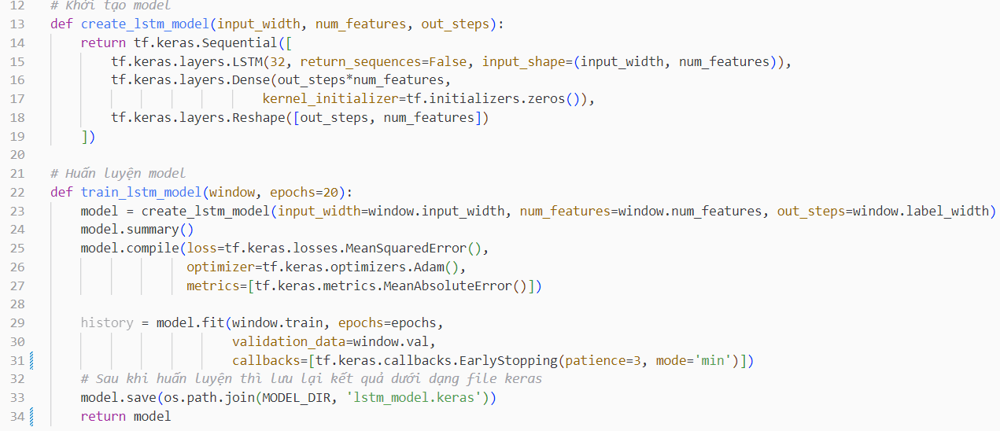 12 # Khởi tạo model
13 def create_lstm_model(input_width, num_features, out_steps):
14     return tf.keras.Sequential([
15         tf.keras.layers.LSTM(32, return_sequences=False, input_shape=(input_width, num_features)),
16         tf.keras.layers.Dense(out_steps*num_features,
17                             kernel_initializer=tf.initializers.zeros()),
18         tf.keras.layers.Reshape([out_steps, num_features])
19     ])
20
21 # Huấn luyện model
22 def train_lstm_model(window, epochs=20):
23     model = create_lstm_model(input_width=window.input_width, num_features=window.num_features, out_steps=window.label_width)
24     model.summary()
25     model.compile(loss=tf.keras.losses.MeanSquaredError(),
26                   optimizer=tf.keras.optimizers.Adam(),
27                   metrics=[tf.keras.metrics.MeanAbsoluteError()])
28
29     history = model.fit(window.train, epochs=epochs,
30                         validation_data=window.val,
31                         callbacks=[tf.keras.callbacks.EarlyStopping(patience=3, mode='min')])
32     # Sau khi huấn luyện thì lưu lại kết quả dưới dạng file keras
33     model.save(os.path.join(MODEL_DIR, 'lstm_model.keras'))
34     return model